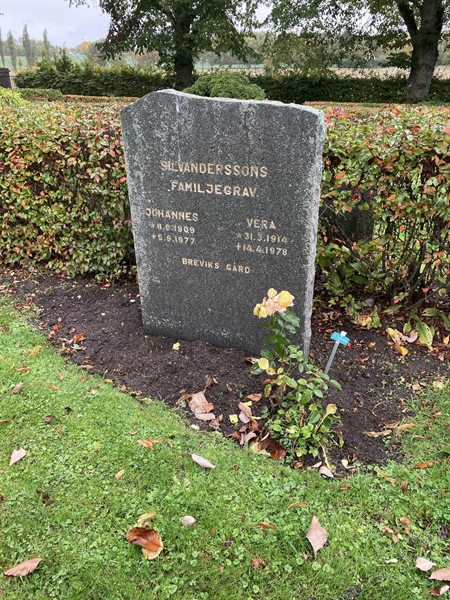 SILVANDERSSONS
FAMILJEGRAV
JOHANNES
*8.6.1909
+5.9.1977
VERA
*31.3.1914
+14.4.1978
BREVIKS GÅRD